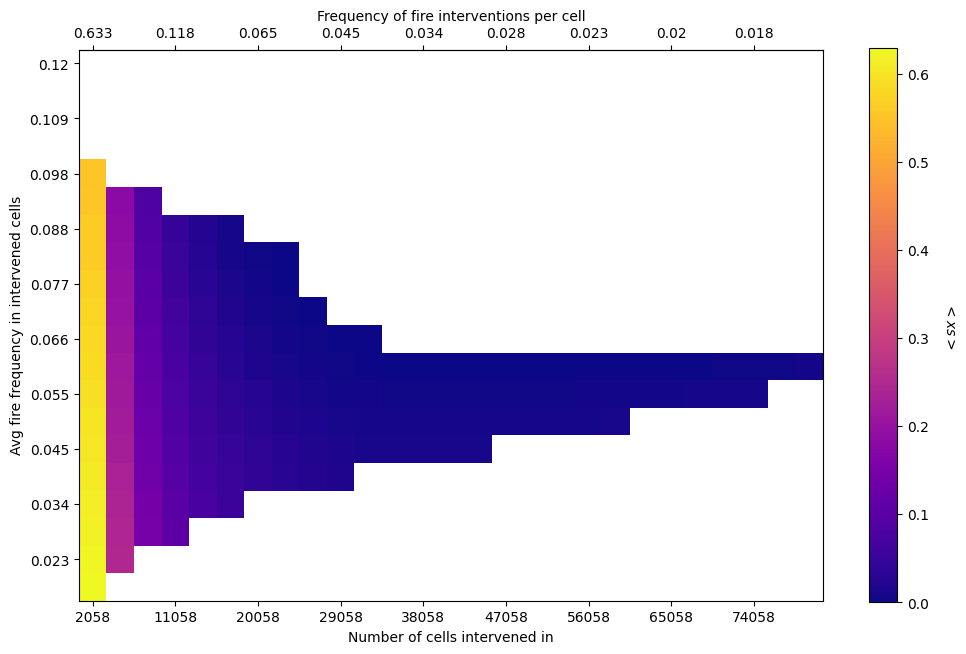 Frequency of fire interventions per cell
0.633 0.118 0.065 0.045 0.034 0.028 0.023 0.02 0.018
0.12
0.109
0.098
0.088
0.077
0.066
0.055
0.045
0.034
0.023
Avg fire frequency in intervened cells
2058 11058 20058 29058 38058 47058 56058 65058 74058
Number of cells intervened in
0.6
0.5
0.4
0.3
0.2
0.1
0.0
< sx >